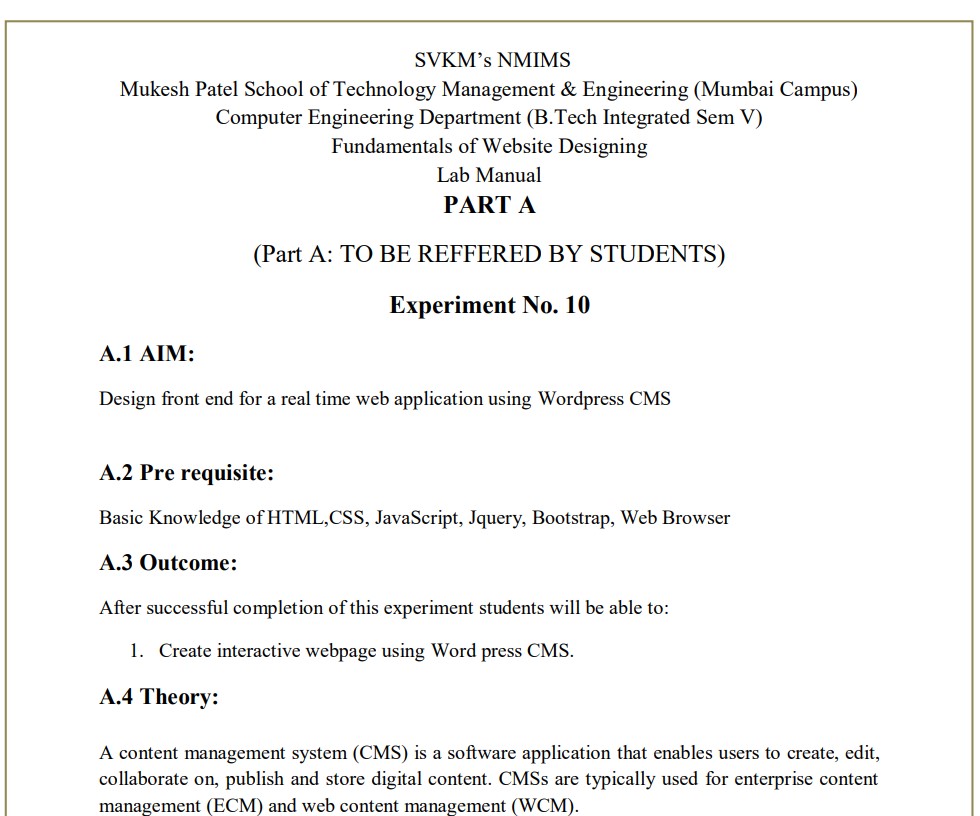 SVKM’s NMIMS
Mukesh Patel School of Technology Management & Engineering (Mumbai Campus)
Computer Engineering Department (B.Tech Integrated Sem V)
Fundamentals of Website Designing
Lab Manual
PART A
(Part A: TO BE REFFERED BY STUDENTS)
Experiment No. 10
A.1 AIM:
Design front end for a real time web application using Wordpress CMS
A.2 Pre requisite:
Basic Knowledge of HTML,CSS, JavaScript, Jquery, Bootstrap, Web Browser
A.3 Outcome:
After successful completion of this experiment students will be able to:
1. Create interactive webpage using Word press CMS.
A.4 Theory:
A content management system (CMS) is a software application that enables users to create, edit,
collaborate on, publish and store digital content. CMSs are typically used for enterprise content
management (ECM) and web content management (WCM).